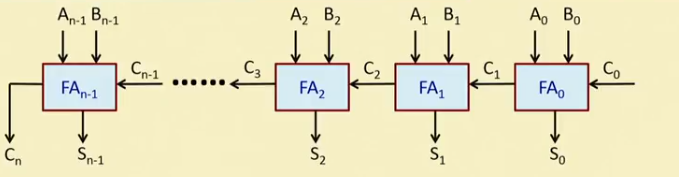 Aₙ₋₁ Bₙ₋₁ A₂ B₂ A₁ B₁ A₀ B₀
Cₙ₋₁ C₃ C₂ C₁ C₀
FAₙ₋₁ FA₂ FA₁ FA₀
Cₙ Sₙ₋₁ S₂ S₁ S₀